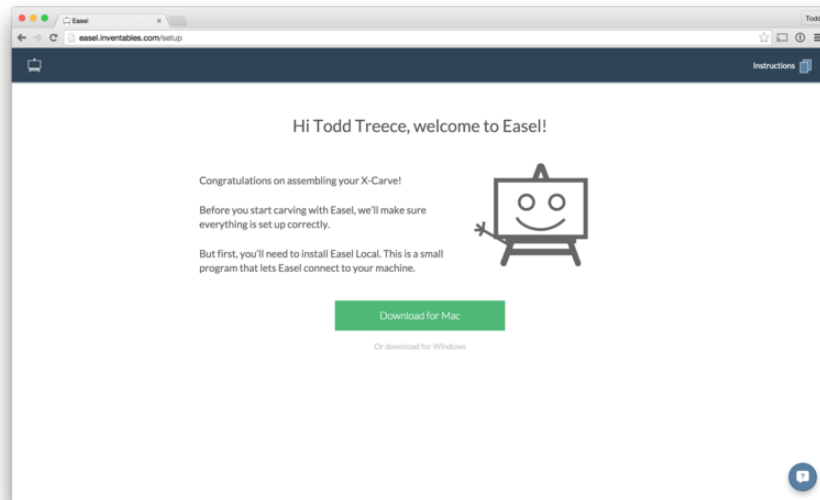 Easel
Todd
easel.inventables.com/setup
Instructions
Hi Todd Treece, welcome to Easel!
Congratulations on assembling your X-Carve!
Before you start carving with Easel, we'll make sure
everything is set up correctly.
But first, you'll need to install Easel Local. This is a small
program that lets Easel connect to your machine.
Download for Mac
Or download for Windows
?